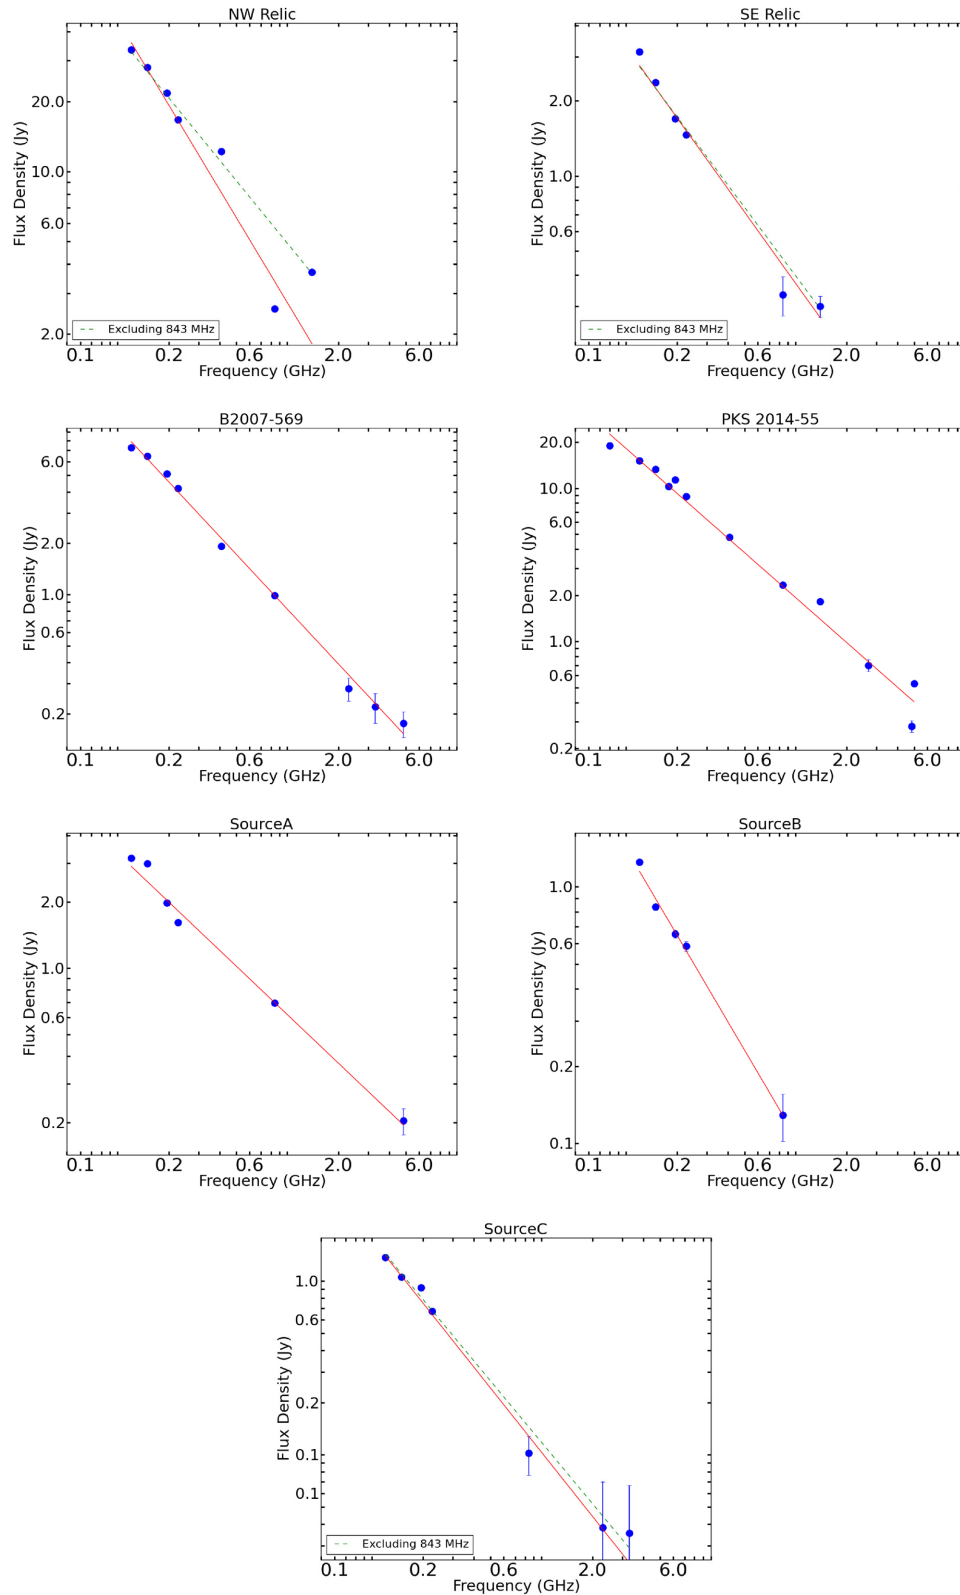 NW Relic
Flux Density (Jy)
20.0
10.0
6.0
2.0
Excluding 843 MHz
0.1 0.2 0.6 2.0 6.0
Frequency (GHz)
SE Relic
Flux Density (Jy)
2.0
1.0
0.6
Excluding 843 MHz
0.1 0.2 0.6 2.0 6.0
Frequency (GHz)
B2007-569
Flux Density (Jy)
6.0
2.0
1.0
0.6
0.2
0.1 0.2 0.6 2.0 6.0
Frequency (GHz)
PKS 2014-55
Flux Density (Jy)
20.0
10.0
6.0
2.0
1.0
0.6
0.2
0.1 0.2 0.6 2.0 6.0
Frequency (GHz)
SourceA
Flux Density (Jy)
2.0
1.0
0.6
0.2
0.1 0.2 0.6 2.0 6.0
Frequency (GHz)
SourceB
Flux Density (Jy)
1.0
0.6
0.2
0.1
0.1 0.2 0.6 2.0 6.0
Frequency (GHz)
SourceC
Flux Density (Jy)
1.0
0.6
0.2
0.1
0.1
Excluding 843 MHz
0.1 0.2 0.6 2.0 6.0
Frequency (GHz)